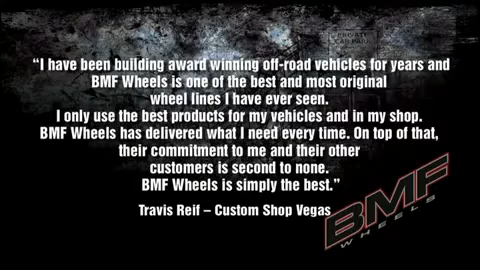 PRIVATE
CAR PARK
“I have been building award winning off-road vehicles for years and
BMF Wheels is one of the best and most original
wheel lines I have ever seen.
I only use the best products for my vehicles and in my shop.
BMF Wheels has delivered what I need every time. On top of that,
their commitment to me and their other
customers is second to none.
BMF Wheels is simply the best.”
Travis Reif – Custom Shop Vegas
BMF
WHEELS